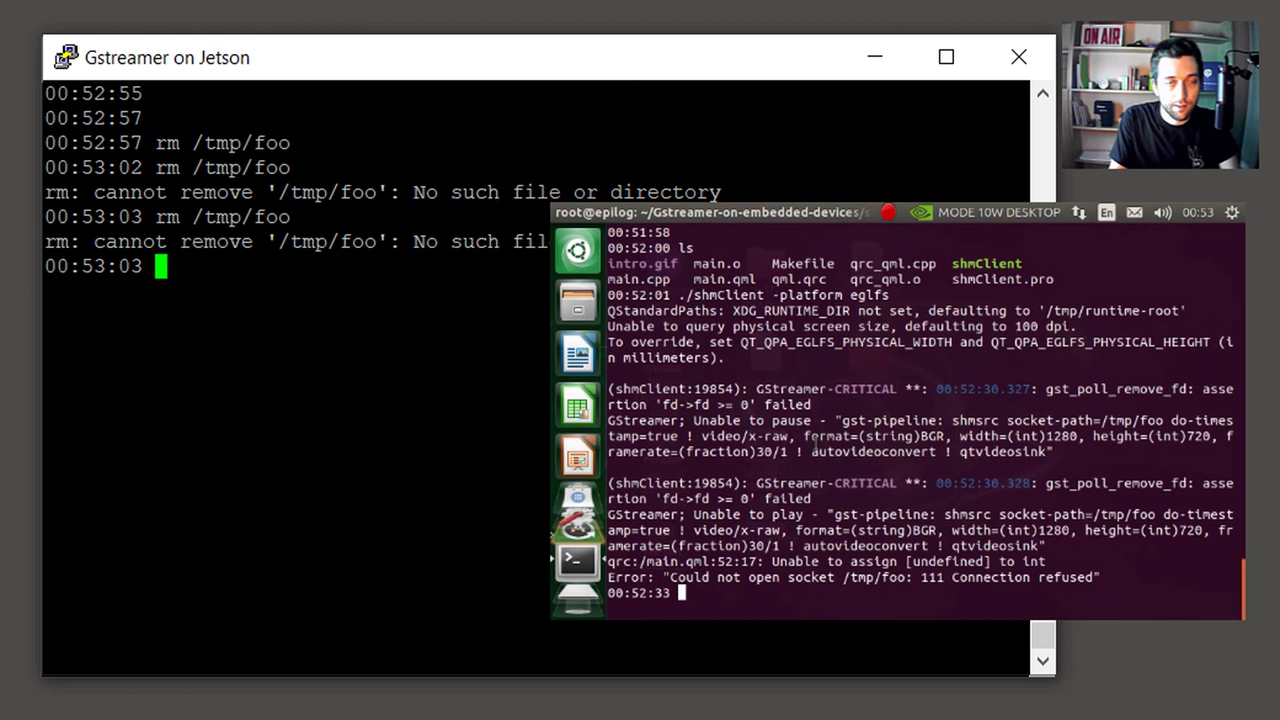 Gstreamer on Jetson
00:52:55
00:52:57
00:52:57 rm /tmp/foo
00:53:02 rm /tmp/foo
rm: cannot remove '/tmp/foo': No such file or directory
00:53:03 rm /tmp/foo
rm: cannot remove '/tmp/foo': No such fil
00:53:03
ON AIR
root@epilog: ~/Gstreamer-on-embedded-devices/s
MODE 10W DESKTOP
En
00:53
00:51:58
00:52:00 ls
intro.gif main.o Makefile qrc_qml.cpp shmClient
main.cpp main.qml qml.qrc qrc_qml.o shmClient.pro
00:52:01 ./shmClient -platform eglfs
QStandardPaths: XDG_RUNTIME_DIR not set, defaulting to '/tmp/runtime-root'
Unable to query physical screen size, defaulting to 100 dpi.
To override, set QT_QPA_EGLFS_PHYSICAL_WIDTH and QT_QPA_EGLFS_PHYSICAL_HEIGHT (i
n millimeters).
(shmClient:19854): GStreamer-CRITICAL **: 00:52:30.327: gst_poll_remove_fd: asse
rtion 'fd->fd >= 0' failed
GStreamer; Unable to pause - "gst-pipeline: shmsrc socket-path=/tmp/foo do-times
tamp=true ! video/x-raw, format=(string)BGR, width=(int)1280, height=(int)720, f
ramerate=(fraction)30/1 ! autovideoconvert ! qtvideosink"
(shmClient:19854): GStreamer-CRITICAL **: 00:52:30.328: gst_poll_remove_fd: asse
rtion 'fd->fd >= 0' failed
GStreamer; Unable to play - "gst-pipeline: shmsrc socket-path=/tmp/foo do-timest
amp=true ! video/x-raw, format=(string)BGR, width=(int)1280, height=(int)720, fr
amerate=(fraction)30/1 ! autovideoconvert ! qtvideosink"
qrc:/main.qml:52:17: Unable to assign [undefined] to int
Error: "Could not open socket /tmp/foo: 111 Connection refused"
00:52:33